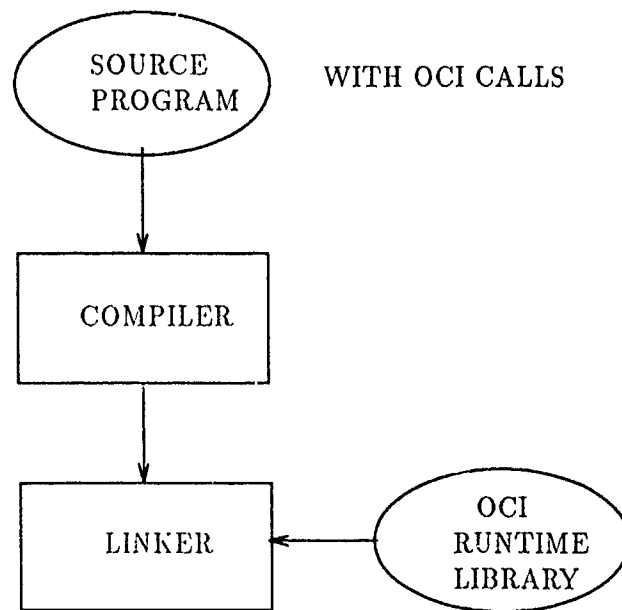 SOURCE
PROGRAM
WITH OCI CALLS
COMPILER
LINKER
OCI
RUNTIME
LIBRARY